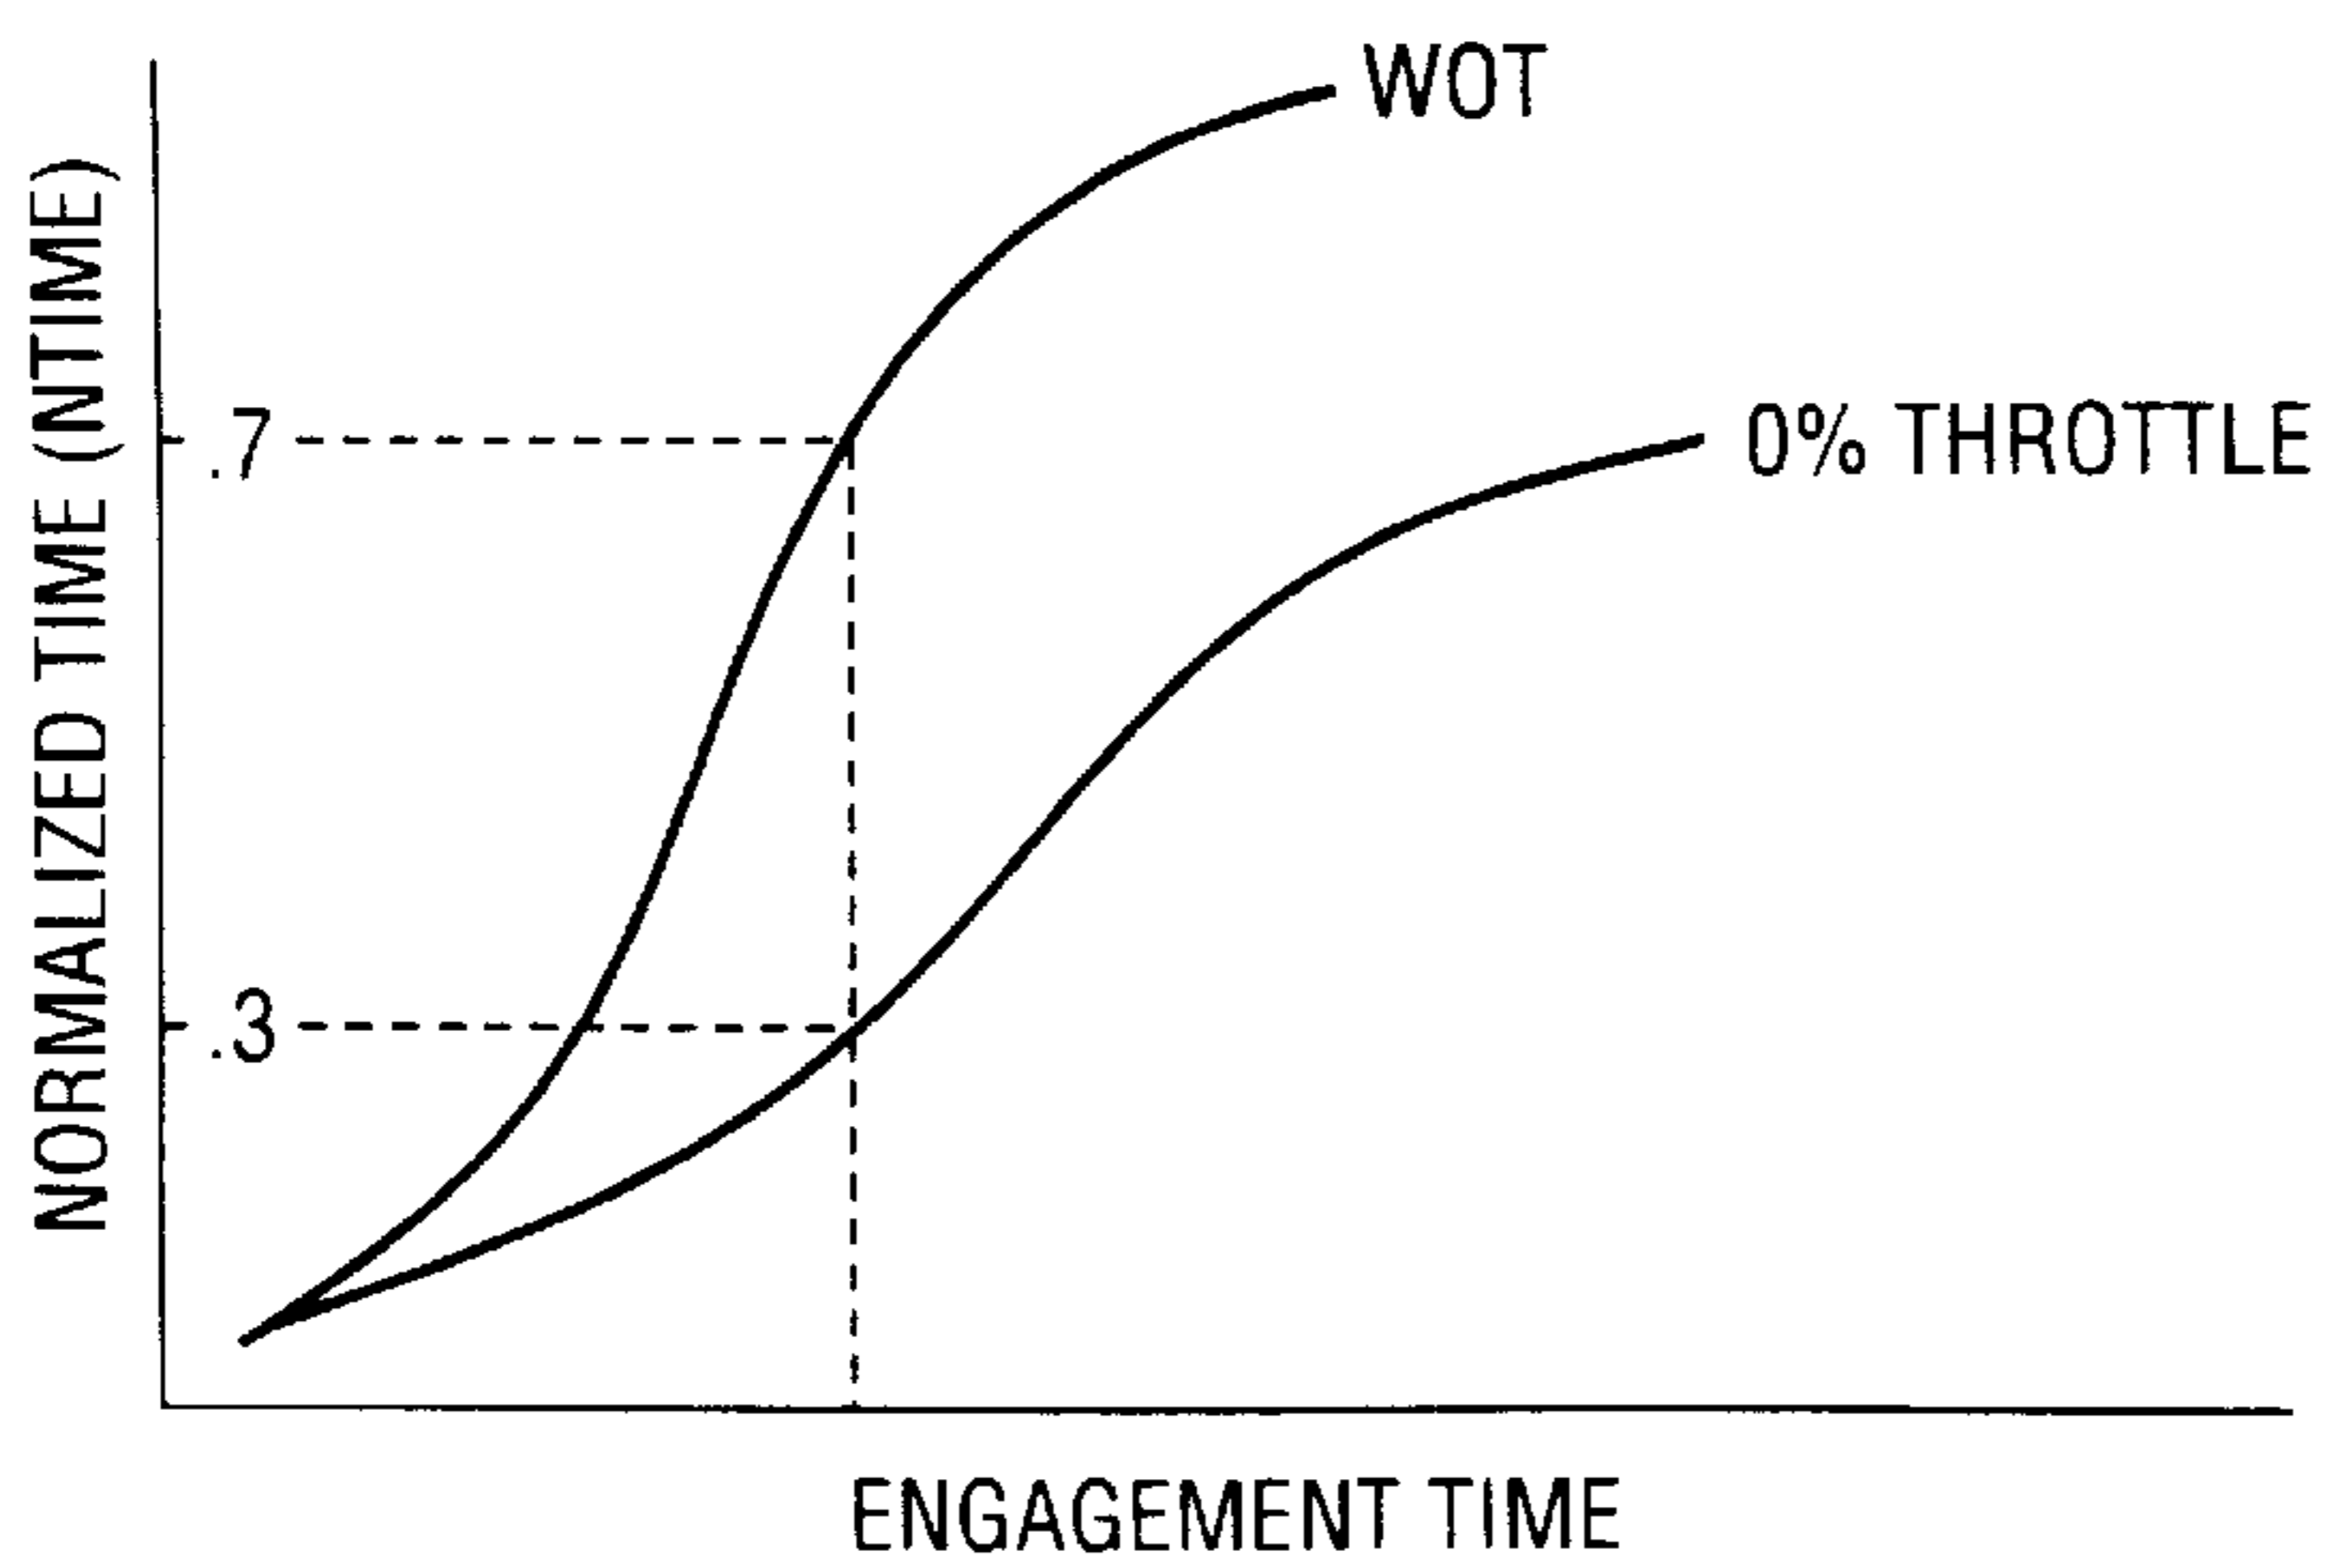 WOT
0% THROTTLE
.7
.3
NORMALIZED TIME (NTIME)
ENGAGEMENT TIME